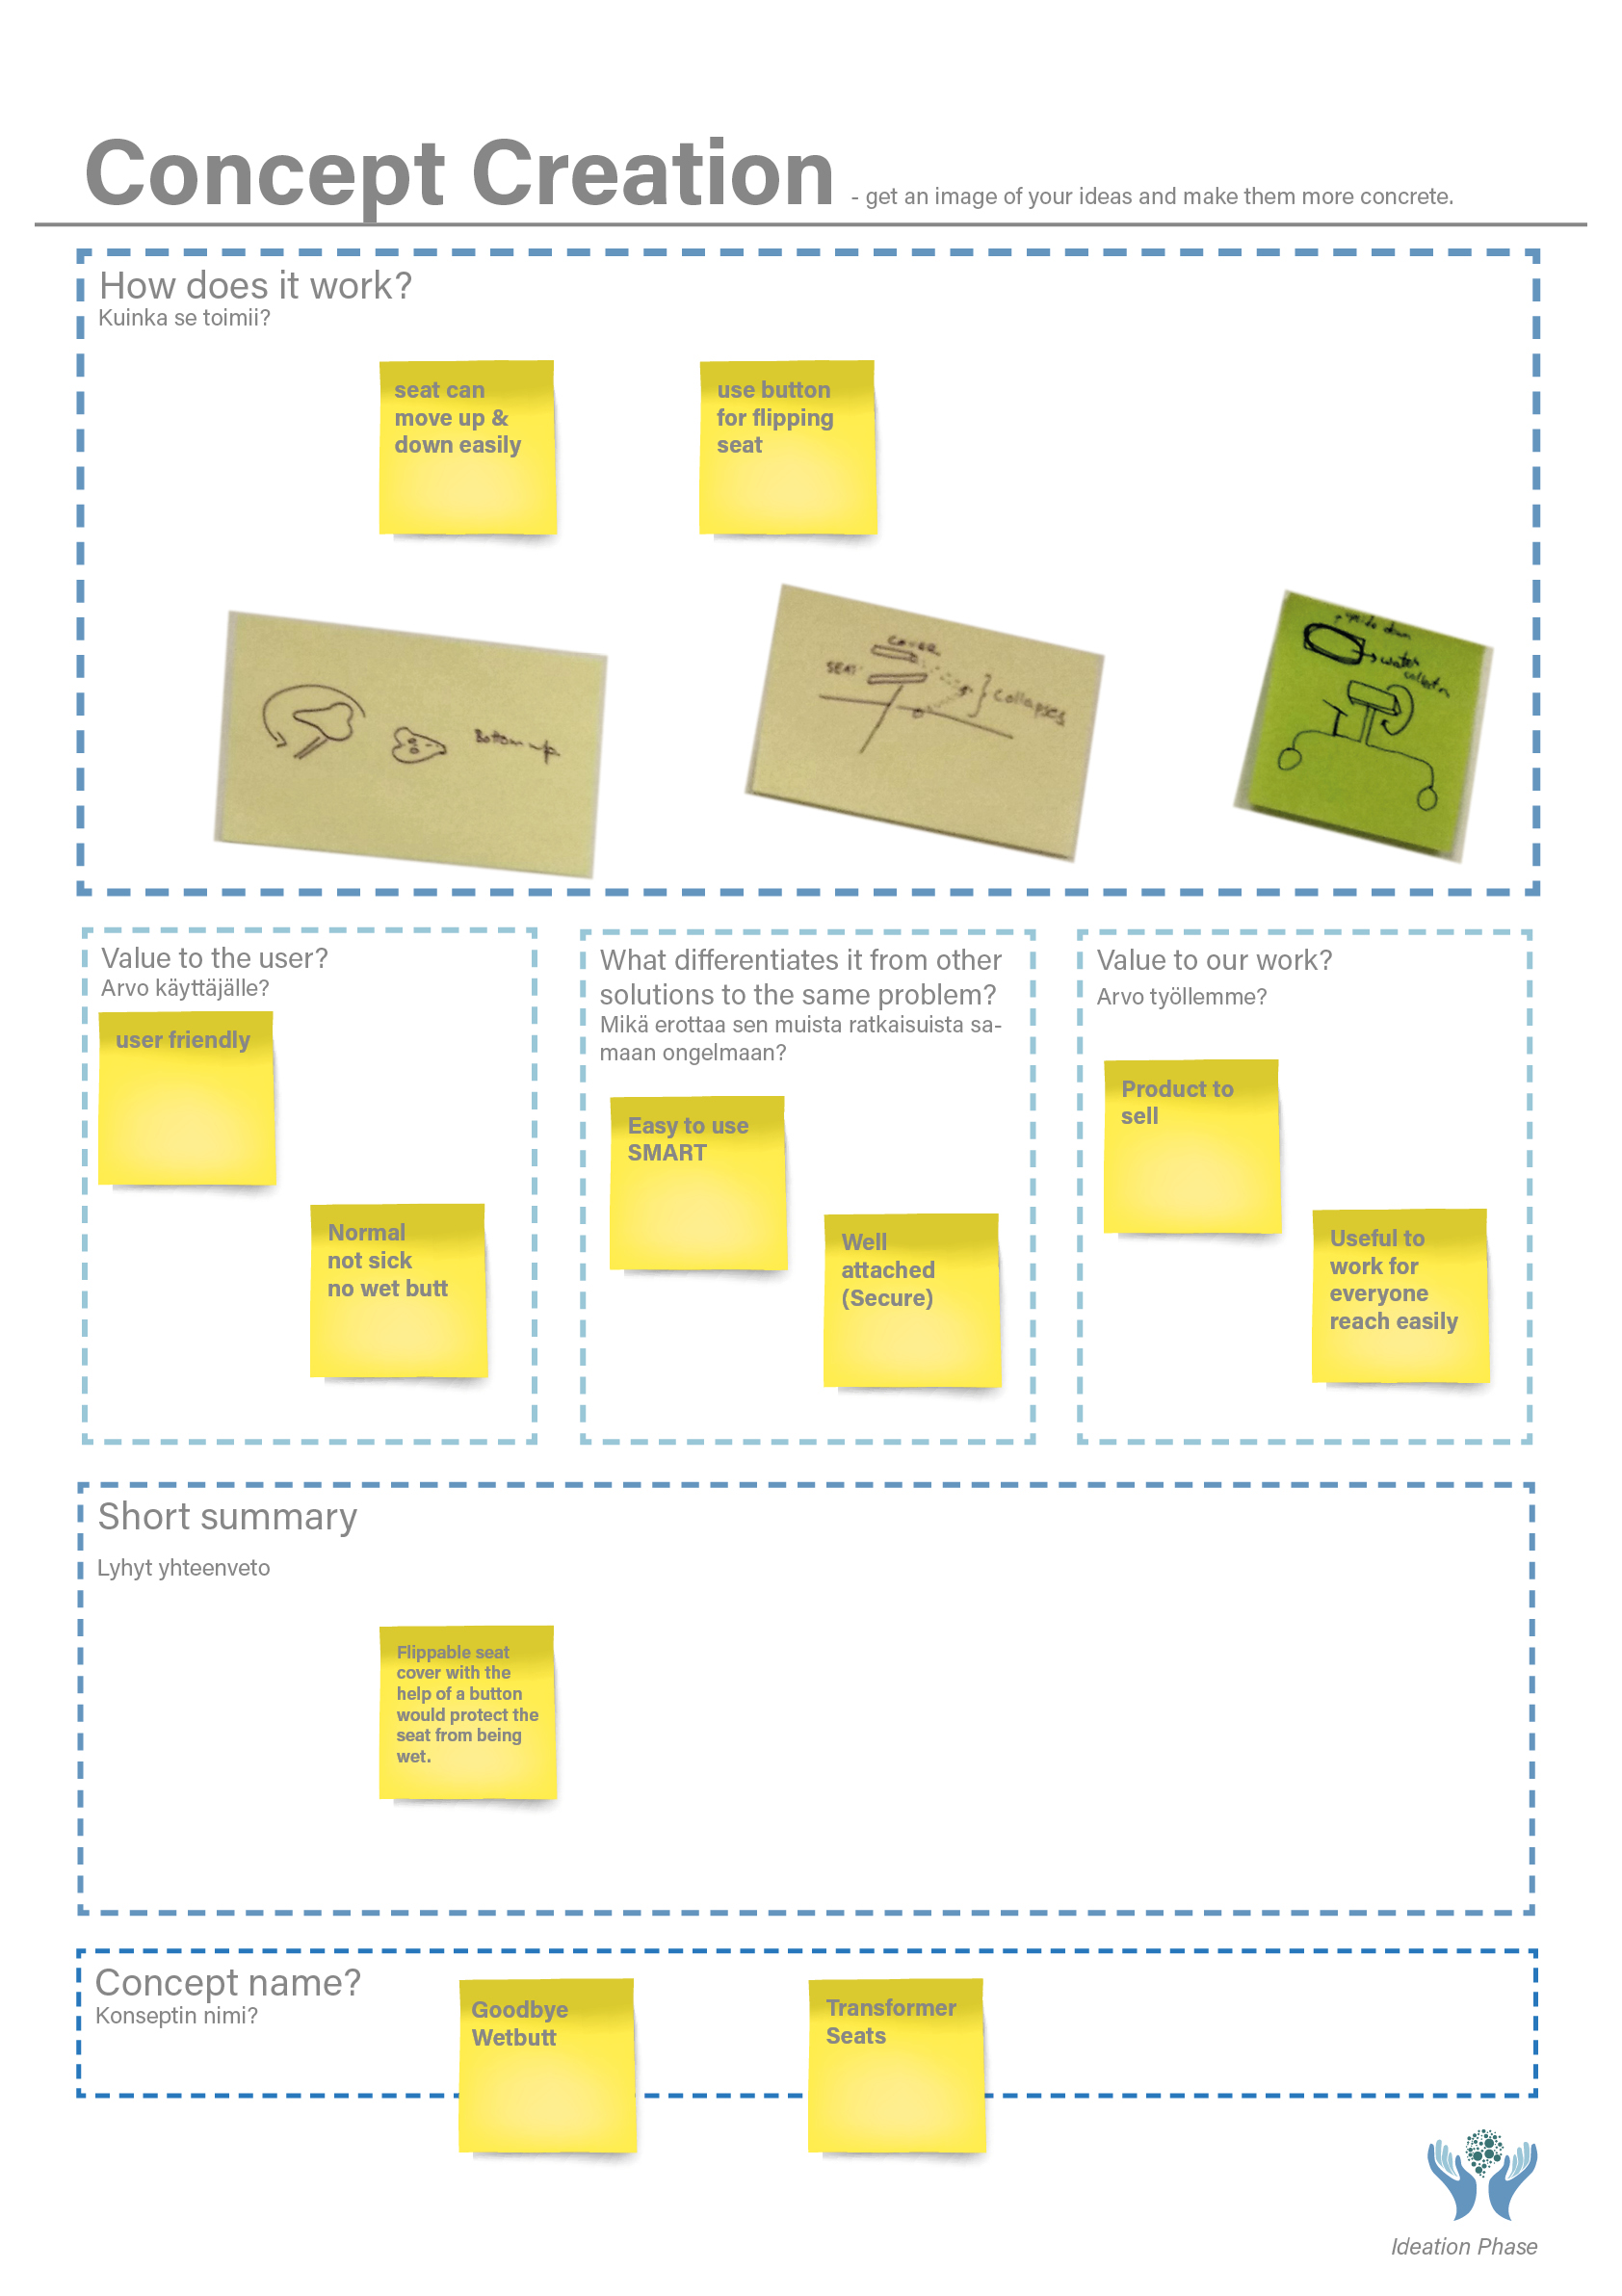 Concept Creation - get an image of your ideas and make them more concrete.
How does it work?
Kuinka se toimii?
seat can
move up &
down easily
use button
for flipping
seat
Bottom up
COVER
SEAT
Collapses
down
water
Value to the user?
Arvo käyttäjälle?
user friendly
Normal
not sick
no wet butt
What differentiates it from other
solutions to the same problem?
Mikä erottaa sen muista ratkaisuista sa-
maan ongelmaan?
Easy to use
SMART
Well
attached
(Secure)
Value to our work?
Arvo työllemme?
Product to
sell
Useful to
work for
everyone
reach easily
Short summary
Lyhyt yhteenveto
Flippable seat
cover with the
help of a button
would protect the
seat from being
wet.
Concept name?
Konseptin nimi?
Goodbye
Wetbutt
Transformer
Seats
Ideation Phase